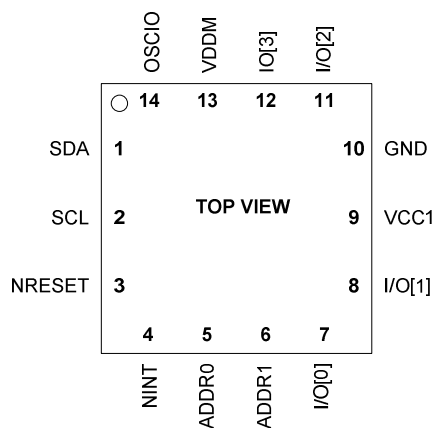 OSCIO VDDM IO[3] I/O[2]
14 13 12 11
SDA 1 10 GND
SCL 2 TOP VIEW 9 VCC1
NRESET 3 8 I/O[1]
4 5 6 7
NINT ADDR0 ADDR1 I/O[0]